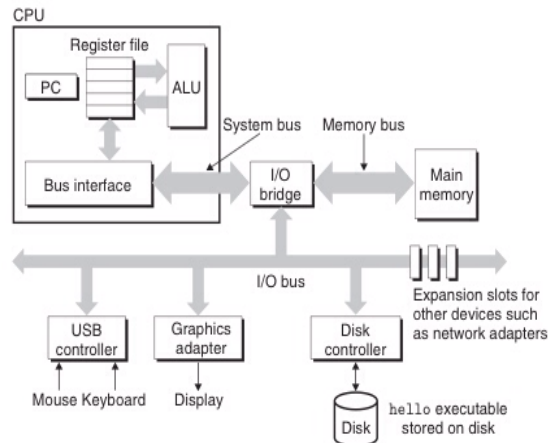 CPU
Register file
PC
ALU
System bus
Memory bus
Bus interface
I/O
bridge
Main
memory
I/O bus
Expansion slots for
other devices such
as network adapters
USB
controller
Graphics
adapter
Disk
controller
Mouse Keyboard
Display
Disk
hello executable
stored on disk